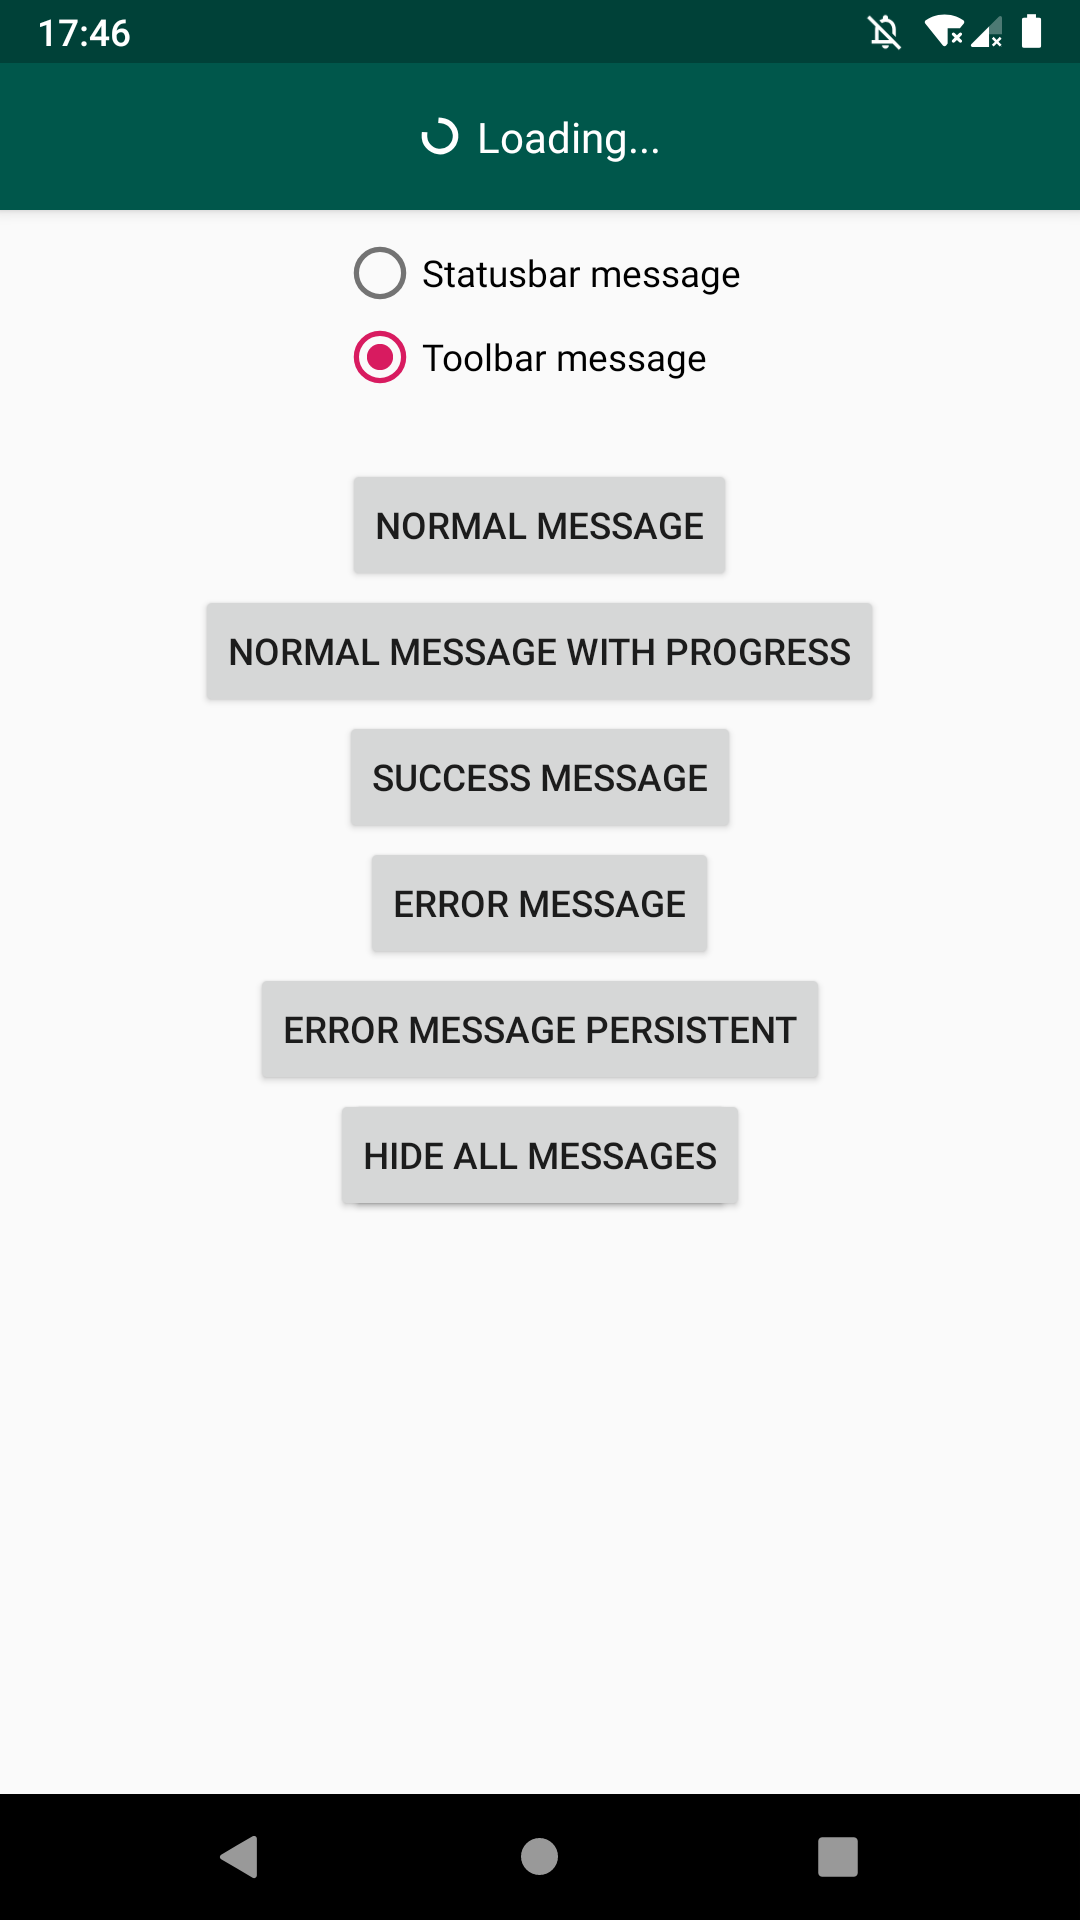 17:46
Loading...
Statusbar message
Toolbar message
NORMAL MESSAGE
NORMAL MESSAGE WITH PROGRESS
SUCCESS MESSAGE
ERROR MESSAGE
ERROR MESSAGE PERSISTENT
HIDE ALL MESSAGES